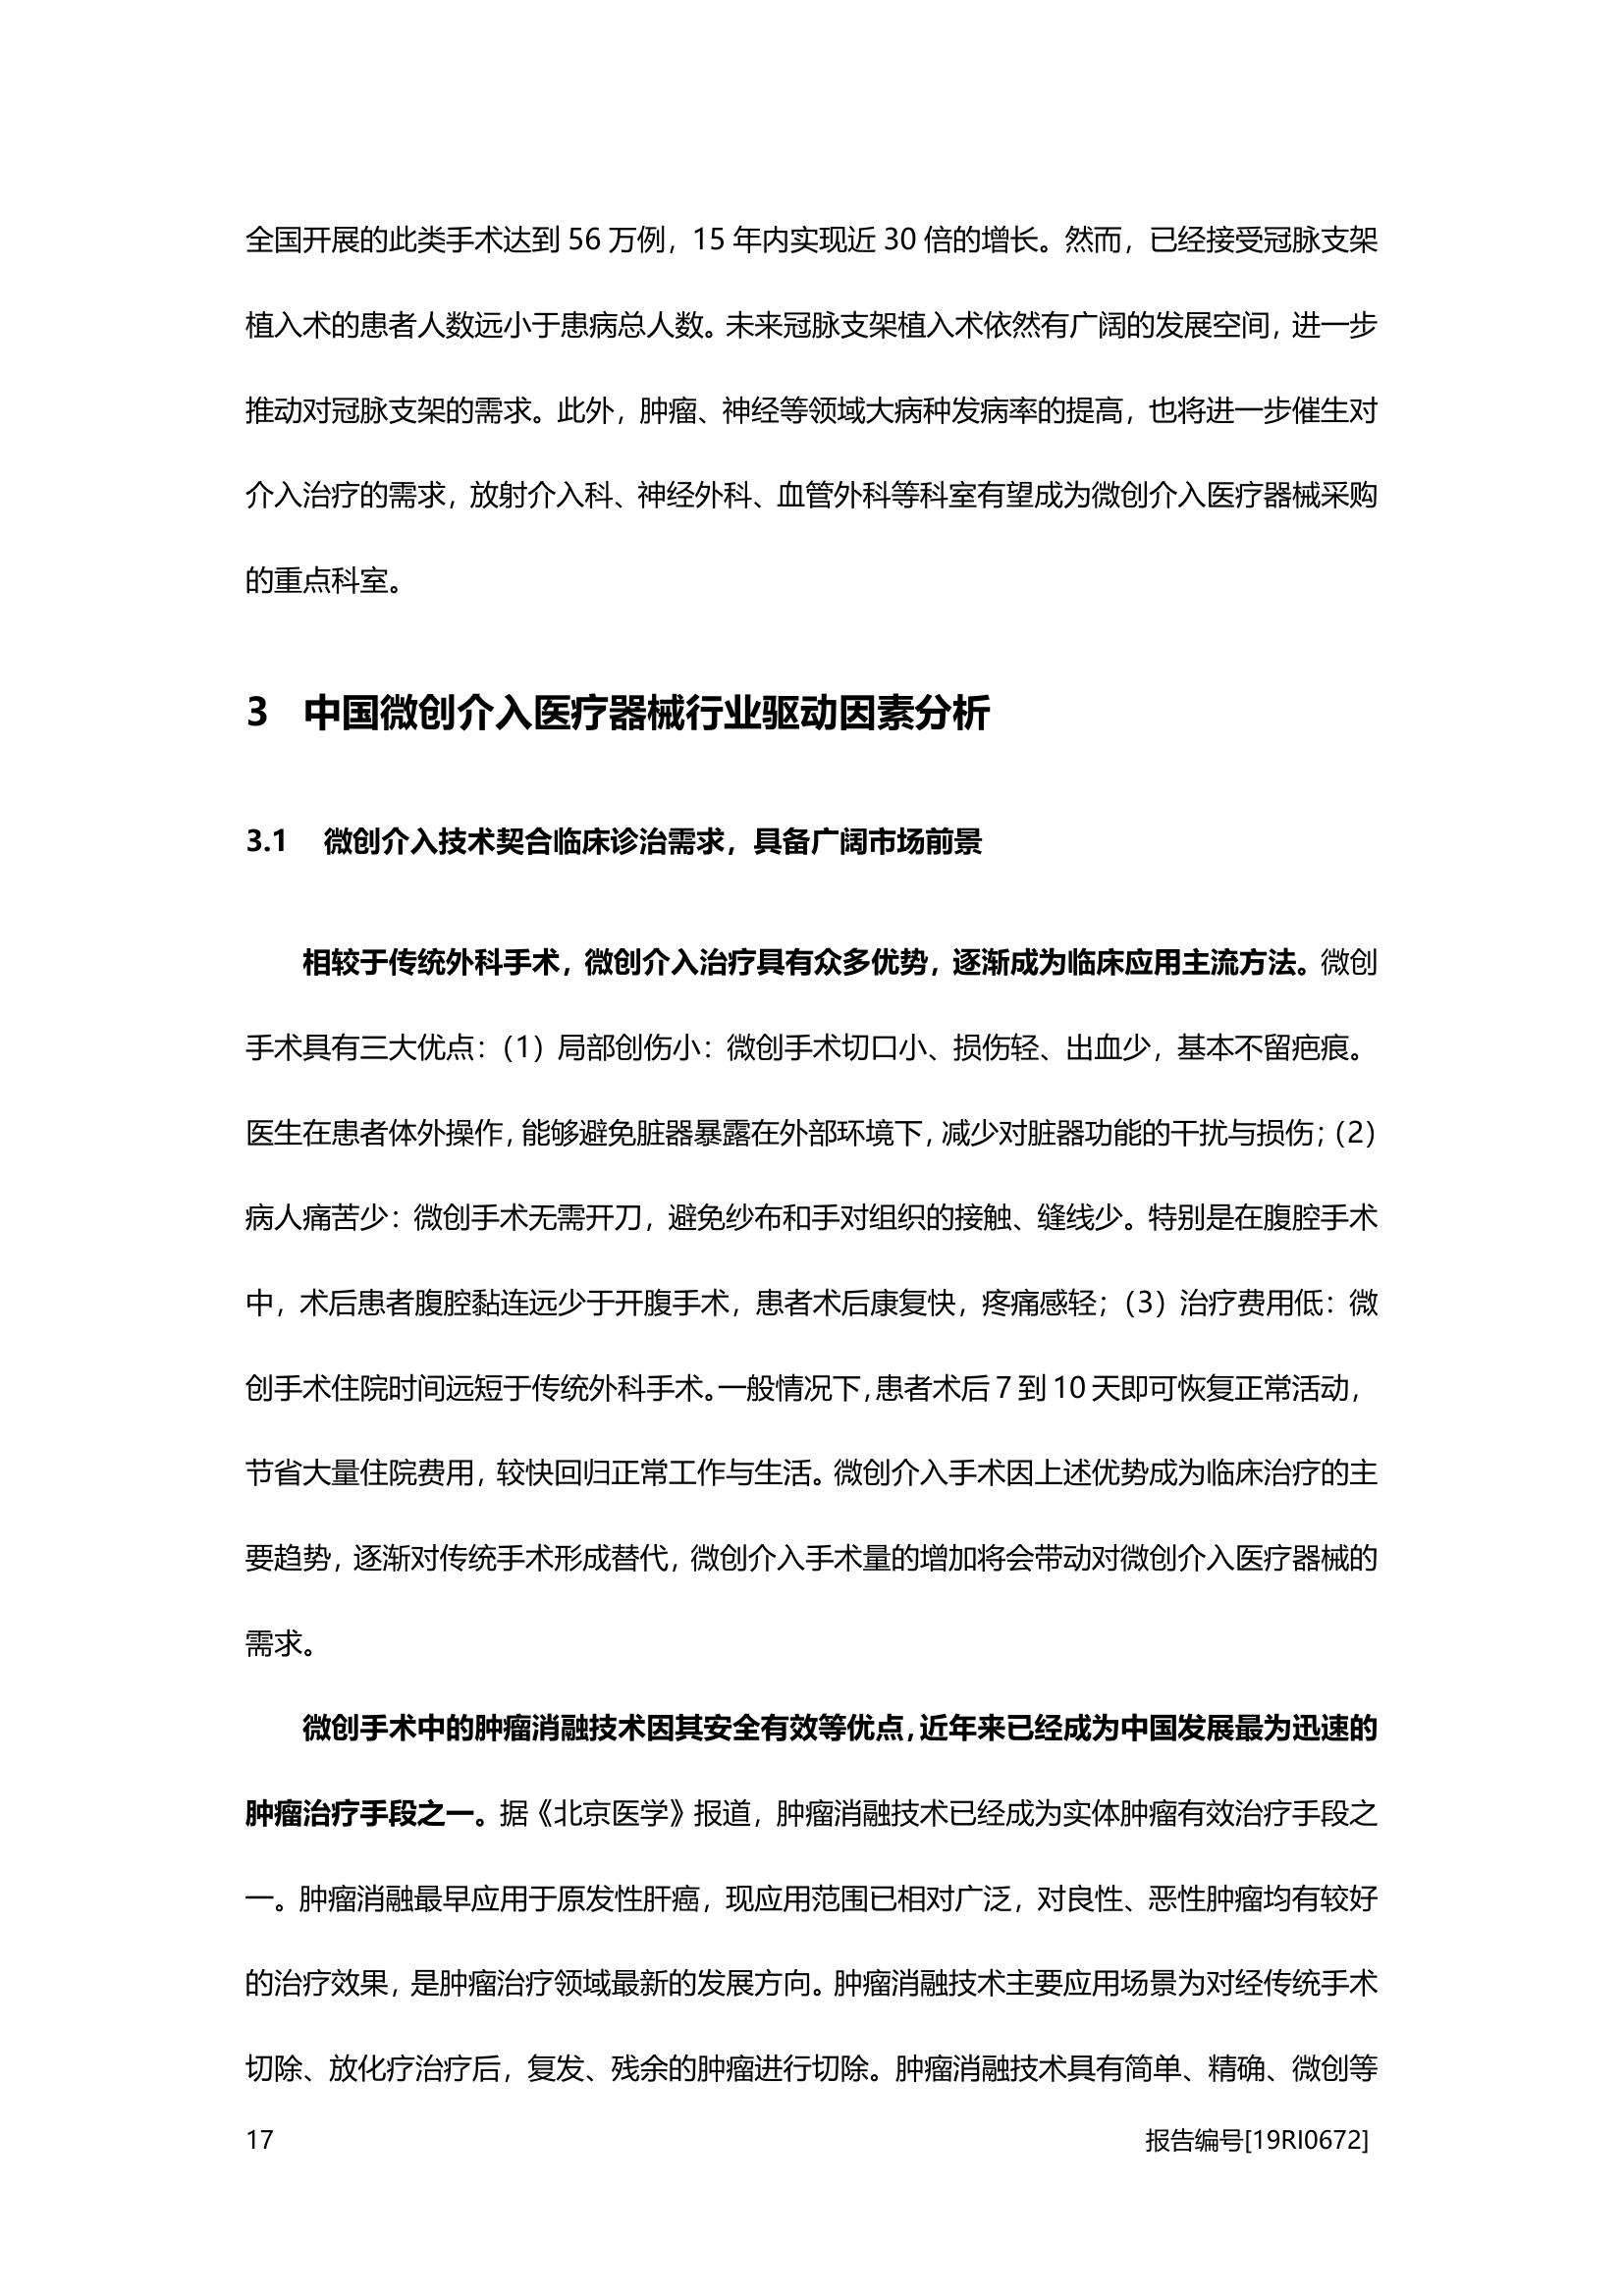 全国开展的此类手术达到 56 万例，15 年内实现近 30 倍的增长。然而，已经接受冠脉支架
植入术的患者人数远小于患病总人数。未来冠脉支架植入术依然有广阔的发展空间，进一步
推动对冠脉支架的需求。此外，肿瘤、神经等领域大病种发病率的提高，也将进一步催生对
介入治疗的需求，放射介入科、神经外科、血管外科等科室有望成为微创介入医疗器械采购
的重点科室。
3 中国微创介入医疗器械行业驱动因素分析
3.1 微创介入技术契合临床诊治需求，具备广阔市场前景
相较于传统外科手术，微创介入治疗具有众多优势，逐渐成为临床应用主流方法。微创
手术具有三大优点：（1）局部创伤小：微创手术切口小、损伤轻、出血少，基本不留疤痕。
医生在患者体外操作，能够避免脏器暴露在外部环境下，减少对脏器功能的干扰与损伤；（2）
病人痛苦少：微创手术无需开刀，避免纱布和手对组织的接触、缝线少。特别是在腹腔手术
中，术后患者腹腔黏连远少于开腹手术，患者术后康复快，疼痛感轻；（3）治疗费用低：微
创手术住院时间远短于传统外科手术。一般情况下，患者术后 7 到 10 天即可恢复正常活动，
节省大量住院费用，较快回归正常工作与生活。微创介入手术因上述优势成为临床治疗的主
要趋势，逐渐对传统手术形成替代，微创介入手术量的增加将会带动对微创介入医疗器械的
需求。
微创手术中的肿瘤消融技术因其安全有效等优点，近年来已经成为中国发展最为迅速的
肿瘤治疗手段之一。据《北京医学》报道，肿瘤消融技术已经成为实体肿瘤有效治疗手段之
一。肿瘤消融最早应用于原发性肝癌，现应用范围已相对广泛，对良性、恶性肿瘤均有较好
的治疗效果，是肿瘤治疗领域最新的发展方向。肿瘤消融技术主要应用场景为对经传统手术
切除、放化疗治疗后，复发、残余的肿瘤进行切除。肿瘤消融技术具有简单、精确、微创等
17 报告编号[19RI0672]